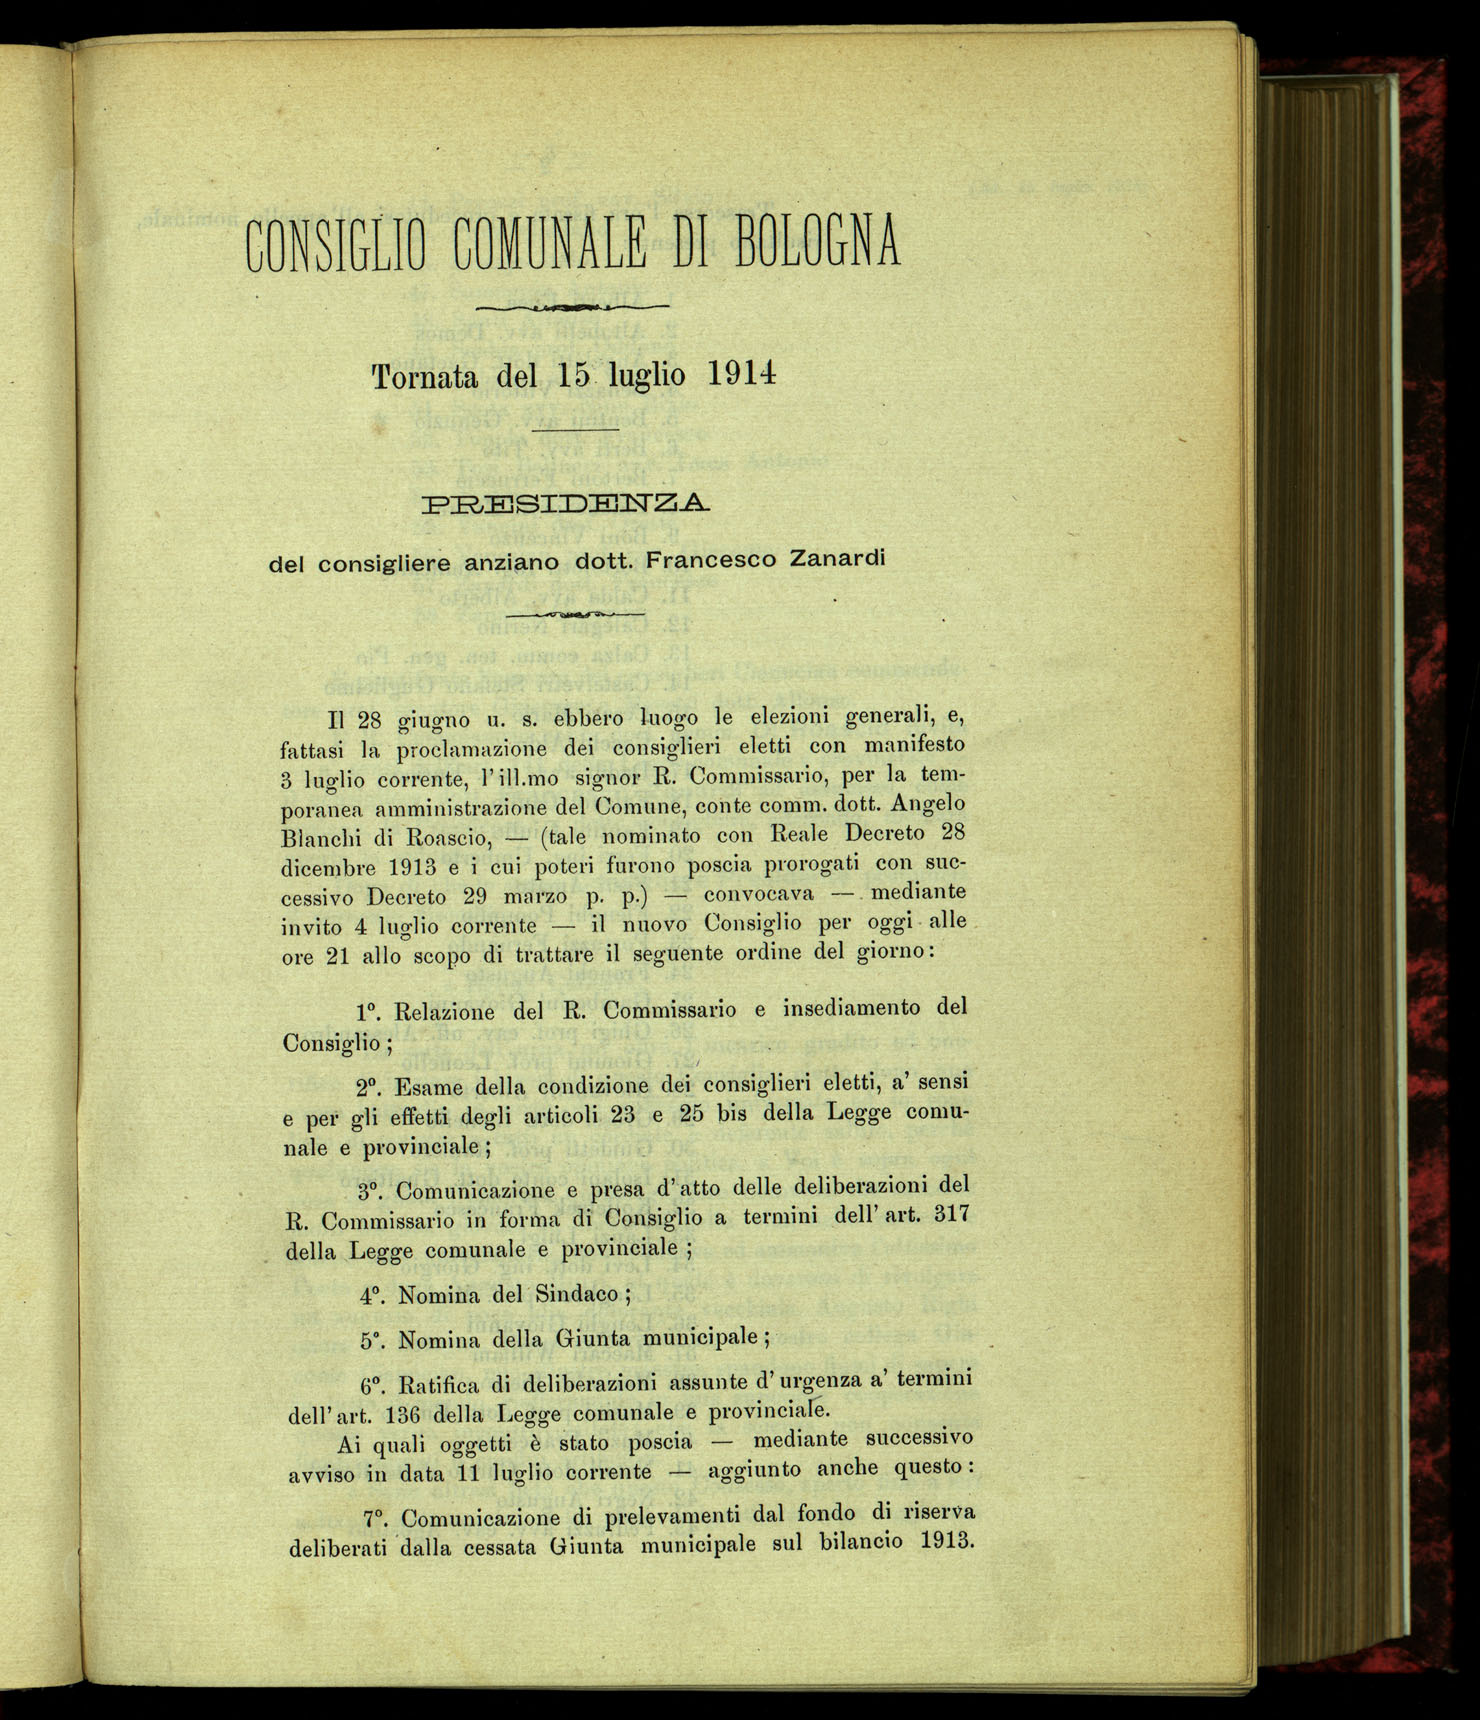 CONSIGLIO COMUNALE DI BOLOGNA
Tornata del 15 luglio 1914
PRESIDENZA
del consigliere anziano dott. Francesco Zanardi
Il 28 giugno u. s. ebbero luogo le elezioni generali, e,
fattasi la proclamazione dei consiglieri eletti con manifesto
3 luglio corrente, l'ill.mo signor R. Commissario, per la tem-
poranea amministrazione del Comune, conte comm. dott. Angelo
Bianchi di Roascio, — (tale nominato con Reale Decreto 28
dicembre 1913 e i cui poteri furono poscia prorogati con suc-
cessivo Decreto 29 marzo p. p.) — convocava — mediante
invito 4 luglio corrente — il nuovo Consiglio per oggi alle
ore 21 allo scopo di trattare il seguente ordine del giorno:
1º. Relazione del R. Commissario e insediamento del
Consiglio;
2º. Esame della condizione dei consiglieri eletti, a' sensi
e per gli effetti degli articoli 23 e 25 bis della Legge comu-
nale e provinciale;
3º. Comunicazione e presa d'atto delle deliberazioni del
R. Commissario in forma di Consiglio a termini dell'art. 317
della Legge comunale e provinciale;
4º. Nomina del Sindaco;
5º. Nomina della Giunta municipale;
6º. Ratifica di deliberazioni assunte d'urgenza a' termini
dell'art. 136 della Legge comunale e provinciale.
Ai quali oggetti è stato poscia — mediante successivo
avviso in data 11 luglio corrente — aggiunto anche questo:
7º. Comunicazione di prelevamenti dal fondo di riserva
deliberati dalla cessata Giunta municipale sul bilancio 1913.